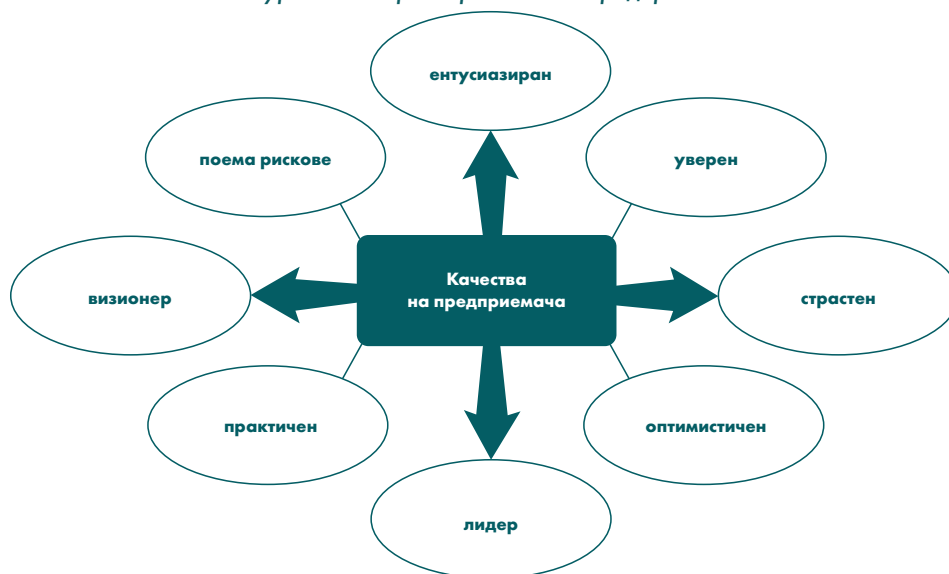 ентусиазиран
поема рискове
уверен
Качества
на предприемача
визионер
страстен
практичен
оптимистичен
лидер